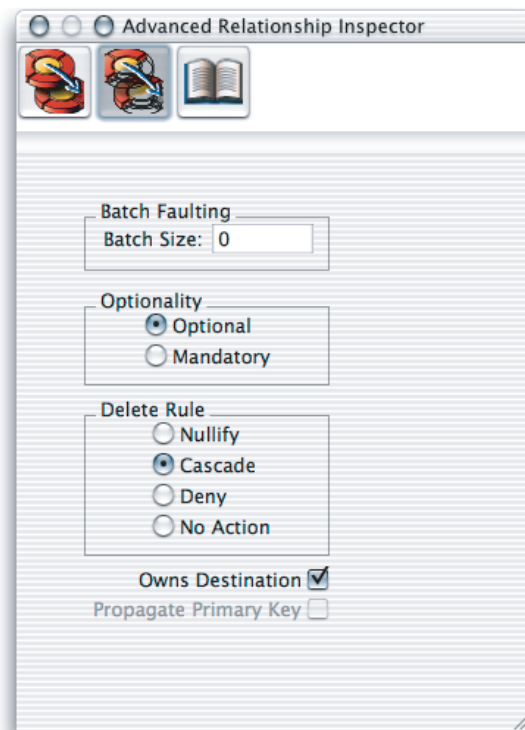 Advanced Relationship Inspector
Batch Faulting
Batch Size: 0
Optionality
Optional
Mandatory
Delete Rule
Nullify
Cascade
Deny
No Action
Owns Destination
Propagate Primary Key